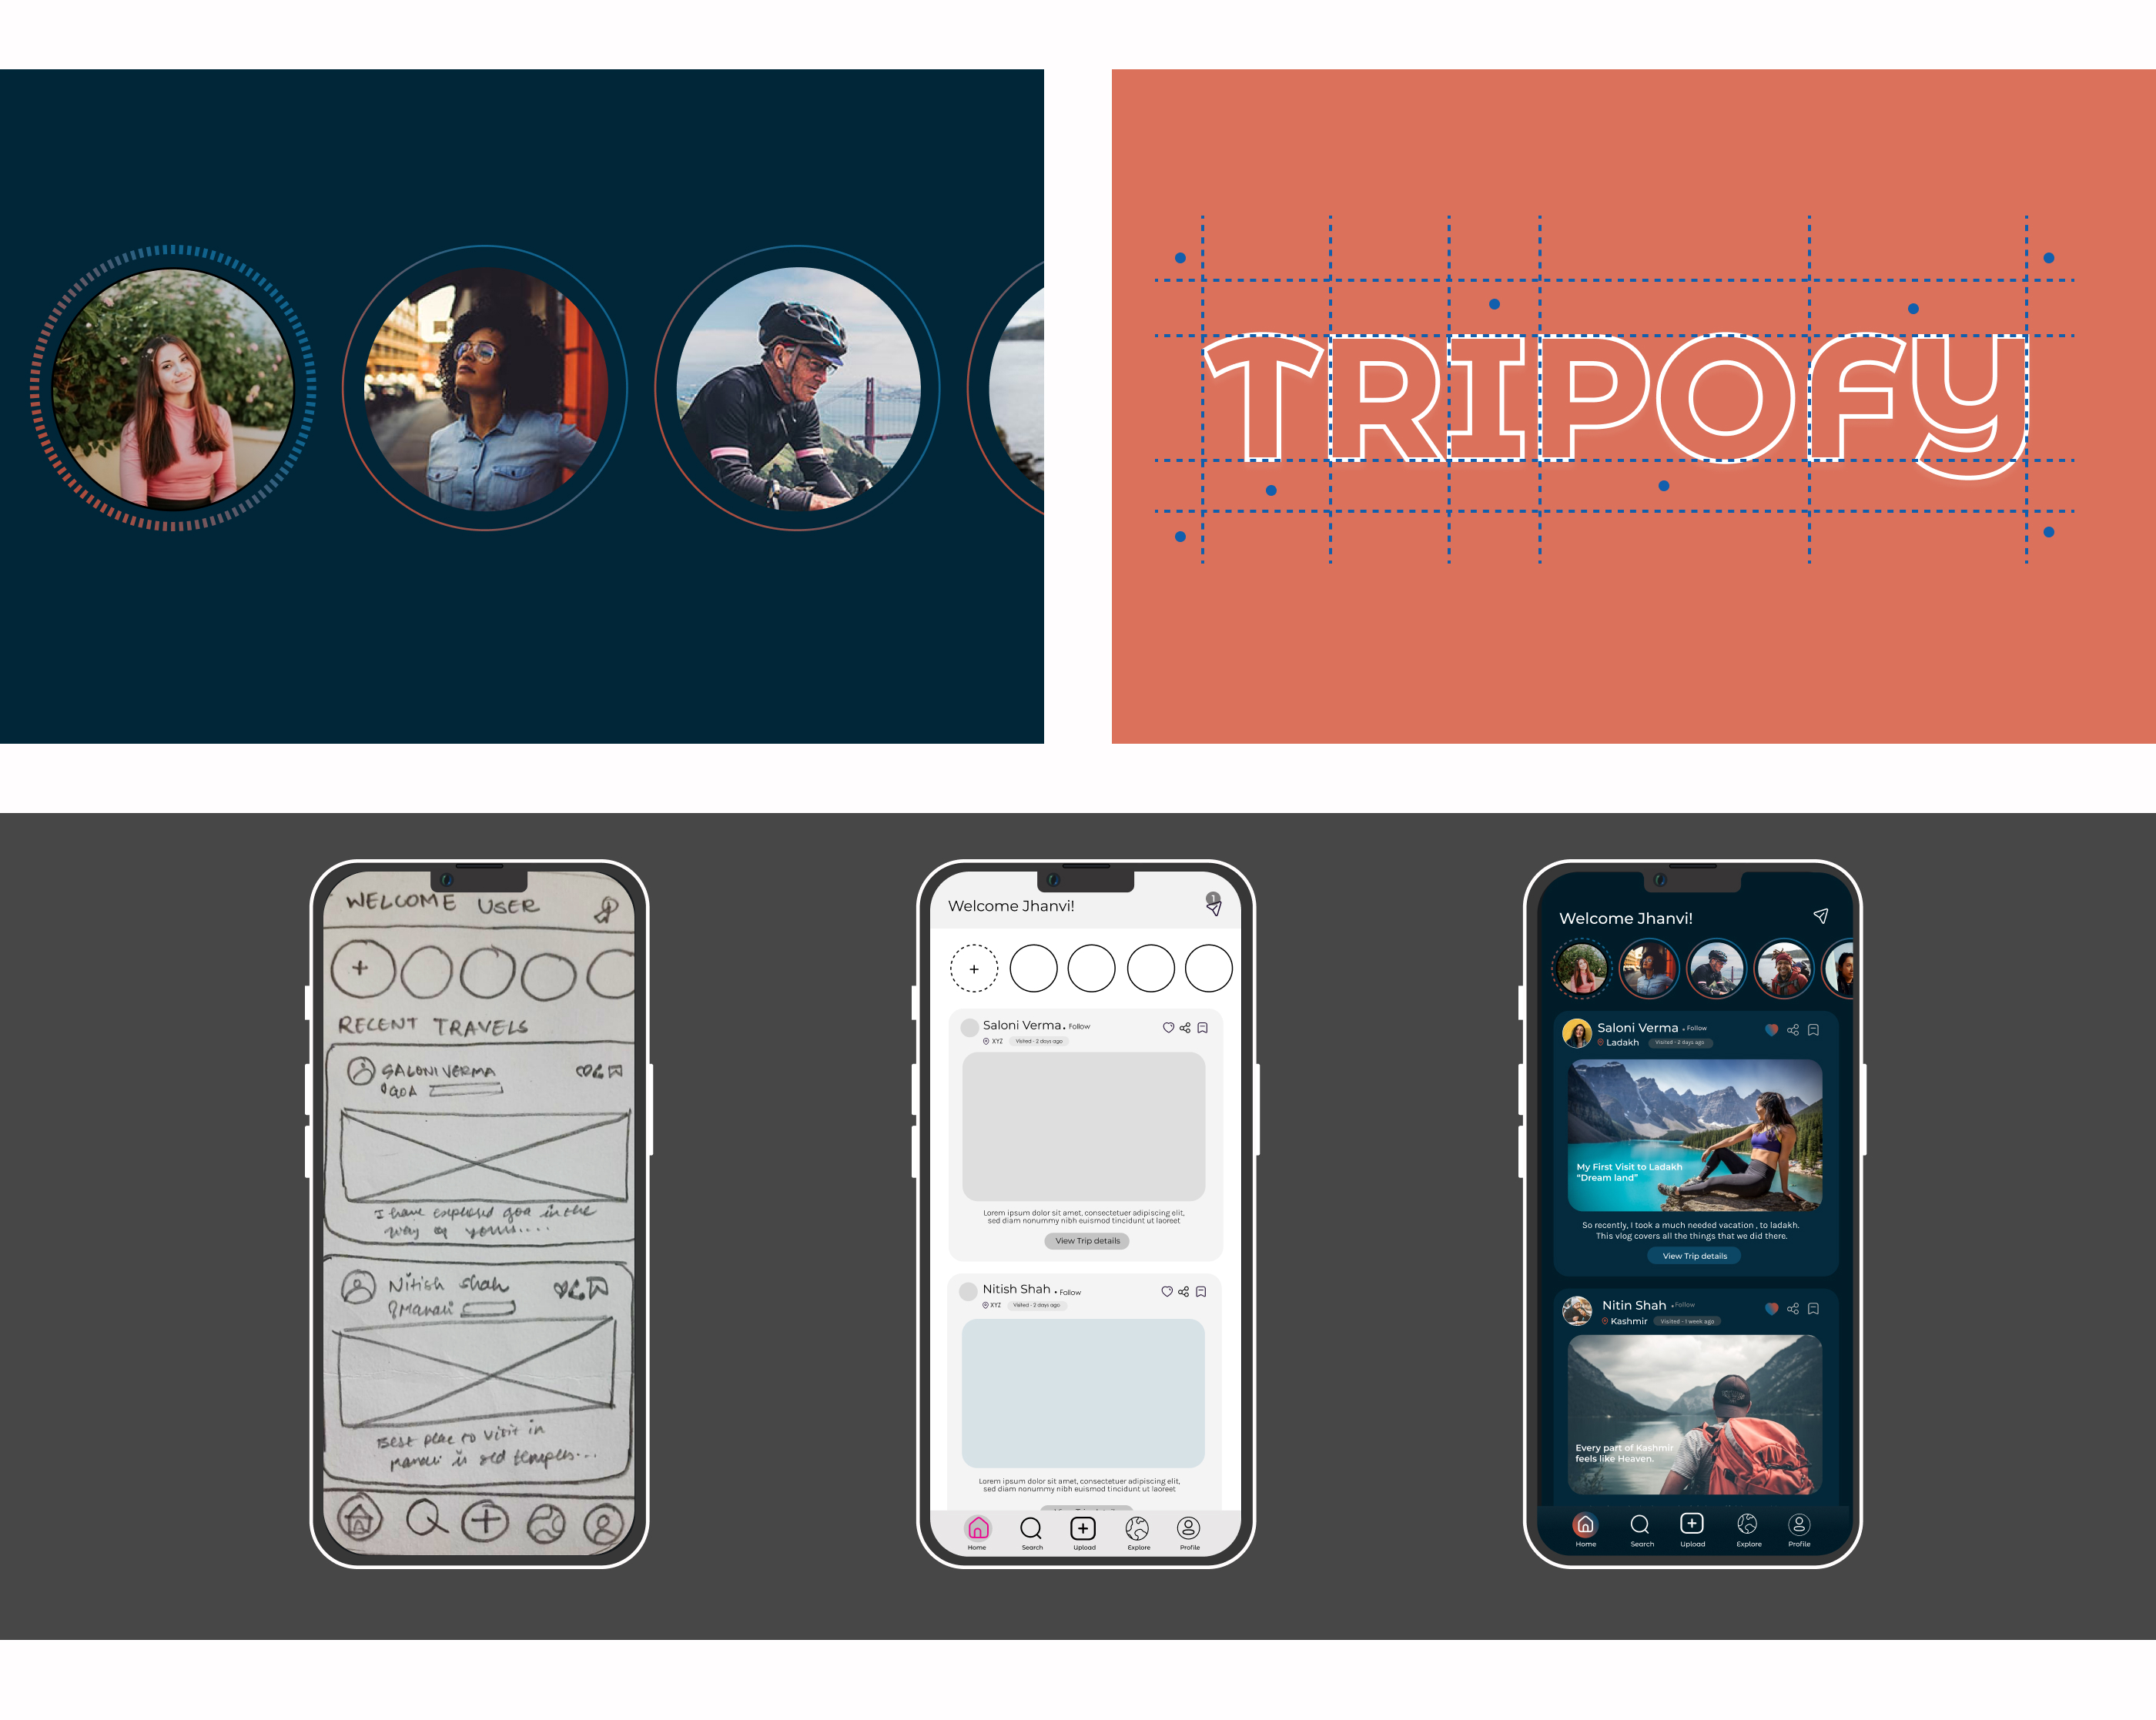 TRIPOFY
WELCOME USER
RECENT TRAVELS
SALONI VERMA
GOA
I have explored goa in the
way of yours....
Nitish shah
Manali
Best place to visit in
manali is old temples...
Welcome Jhanvi!
1
+
Saloni Verma. Follow
XYZ Visited - 2 days ago
Lorem ipsum dolor sit amet, consectetuer adipiscing elit,
sed diam nonummy nibh euismod tincidunt ut laoreet
View Trip details
Nitish Shah • Follow
XYZ Visited - 2 days ago
Lorem ipsum dolor sit amet, consectetuer adipiscing elit,
sed diam nonummy nibh euismod tincidunt ut laoreet
Home Search Upload Explore Profile
Welcome Jhanvi!
Saloni Verma • Follow
Ladakh Visited - 2 days ago
My First Visit to Ladakh
“Dream land”
So recently, I took a much needed vacation , to ladakh.
This vlog covers all the things that we did there.
View Trip details
Nitin Shah • Follow
Kashmir Visited - 1 week ago
Every part of Kashmir
feels like Heaven.
Home Search Upload Explore Profile